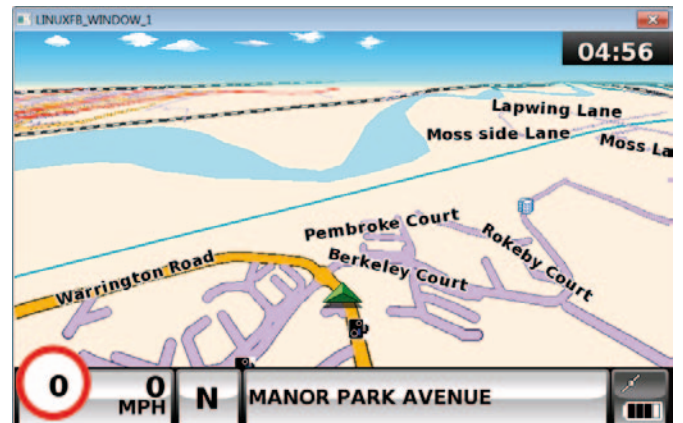 LINUXFB_WINDOW_1
04:56
Lapwing Lane
Moss side Lane
Moss La
Pembroke Court
Rokeby Court
Berkeley Court
Warrington Road
0
0
MPH
N
MANOR PARK AVENUE